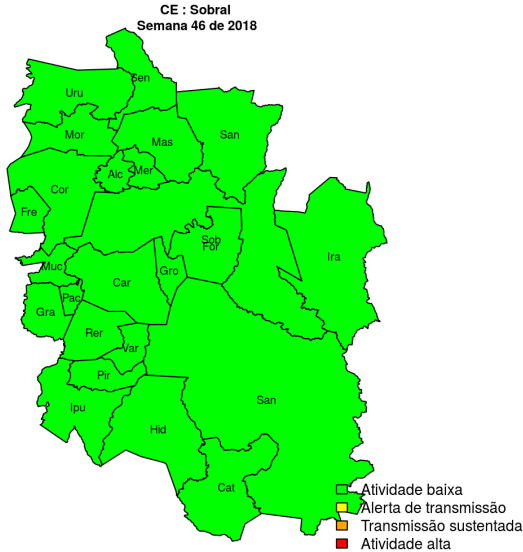 CE : Sobral
Semana 46 de 2018
Sen
Uru
Mor
Mas
San
Alc
Mer
Cor
Fre
Sob
For
Muc
Gro
Ira
Car
Pac
Gra
Rer
Var
Pir
San
Ipu
Hid
Cat
Atividade baixa
Alerta de transmissão
Transmissão sustentada
Atividade alta